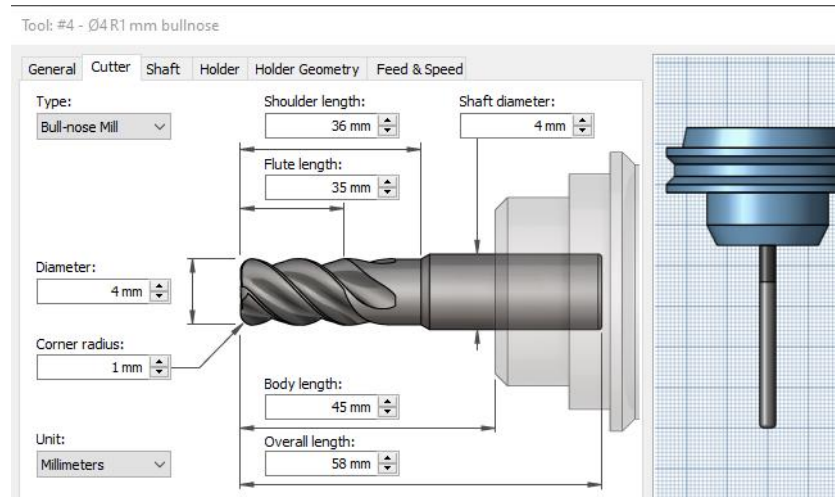 Tool: #4 - Ø4 R1 mm bullnose
General Cutter Shaft Holder Holder Geometry Feed & Speed
Type:
Bull-nose Mill
Shoulder length:
36 mm
Shaft diameter:
4 mm
Flute length:
35 mm
Diameter:
4 mm
Corner radius:
1 mm
Body length:
45 mm
Unit:
Millimeters
Overall length:
58 mm